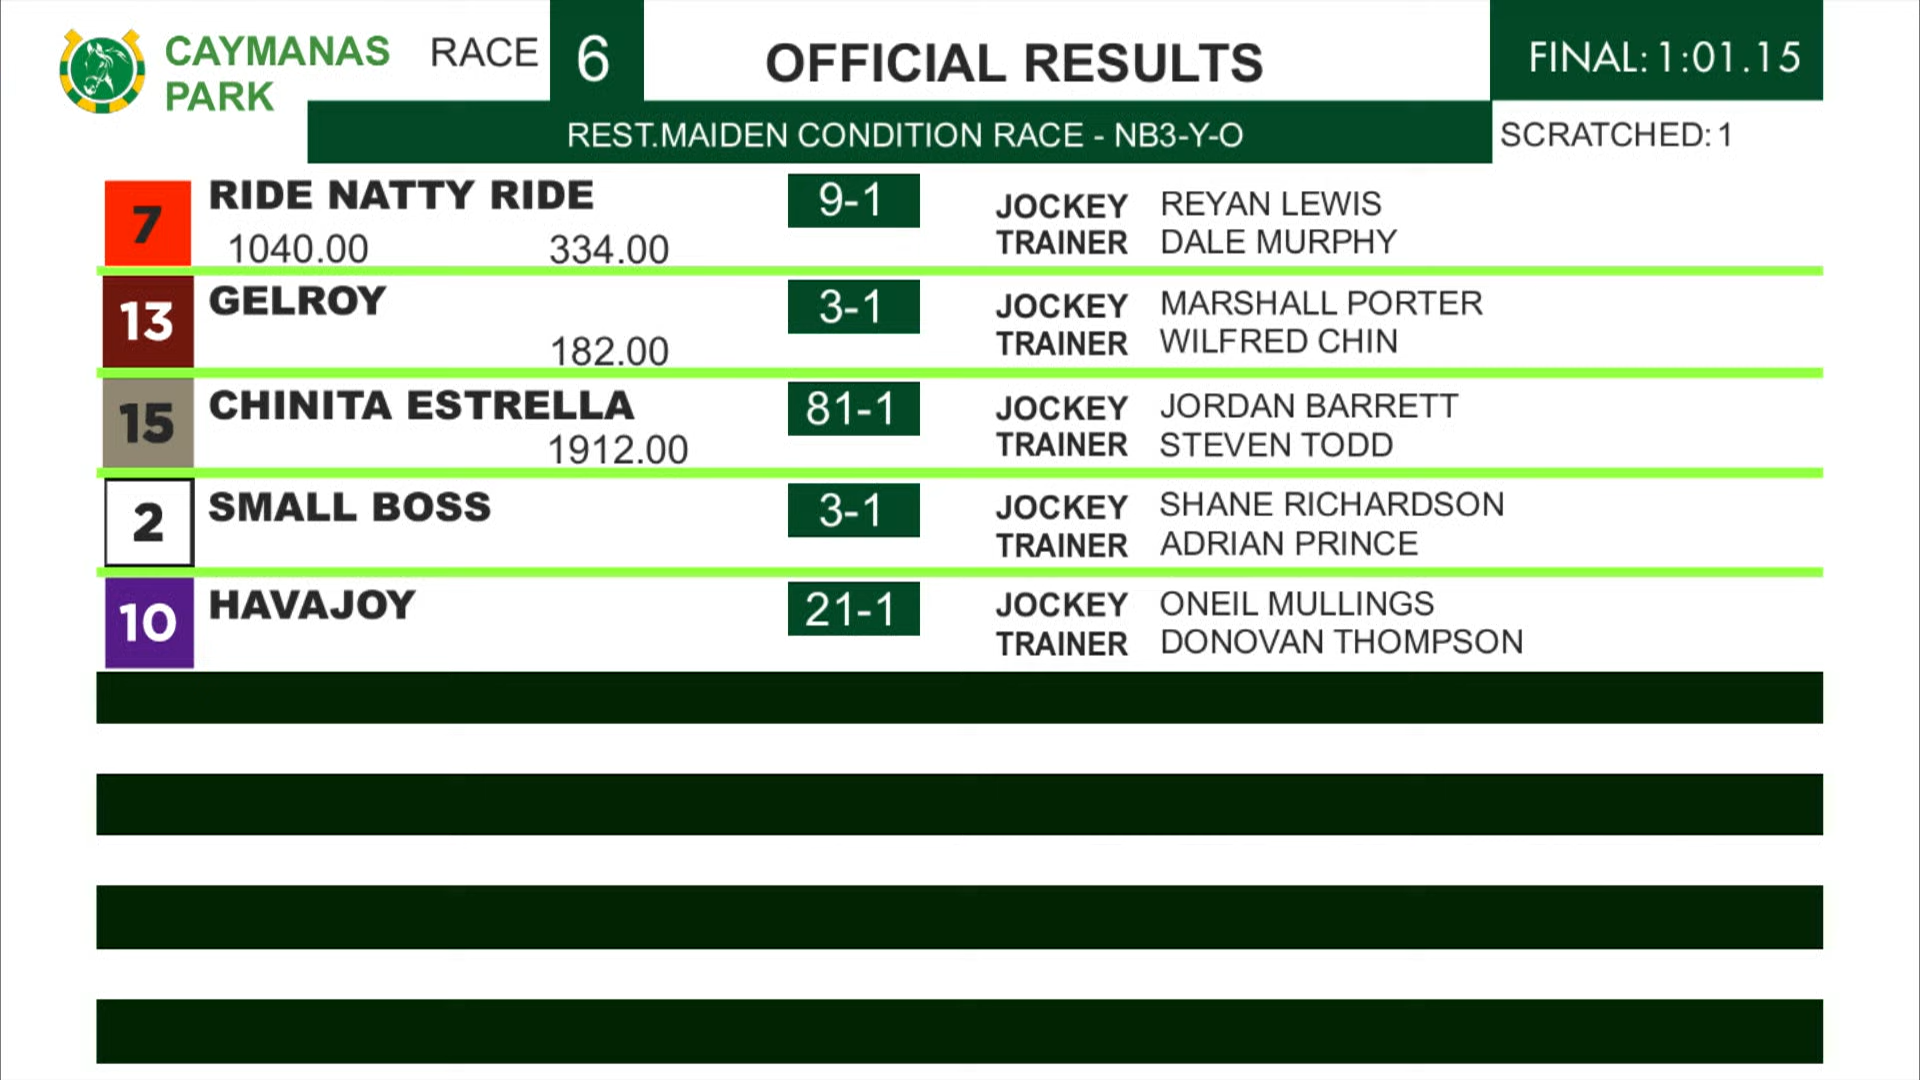 CAYMANAS PARK
RACE 6
OFFICIAL RESULTS
FINAL: 1:01.15
REST.MAIDEN CONDITION RACE - NB3-Y-O
SCRATCHED: 1
7 RIDE NATTY RIDE 9-1 JOCKEY REYAN LEWIS
1040.00 334.00 TRAINER DALE MURPHY
13 GELROY 3-1 JOCKEY MARSHALL PORTER
182.00 TRAINER WILFRED CHIN
15 CHINITA ESTRELLA 81-1 JOCKEY JORDAN BARRETT
1912.00 TRAINER STEVEN TODD
2 SMALL BOSS 3-1 JOCKEY SHANE RICHARDSON
TRAINER ADRIAN PRINCE
10 HAVAJOY 21-1 JOCKEY ONEIL MULLINGS
TRAINER DONOVAN THOMPSON